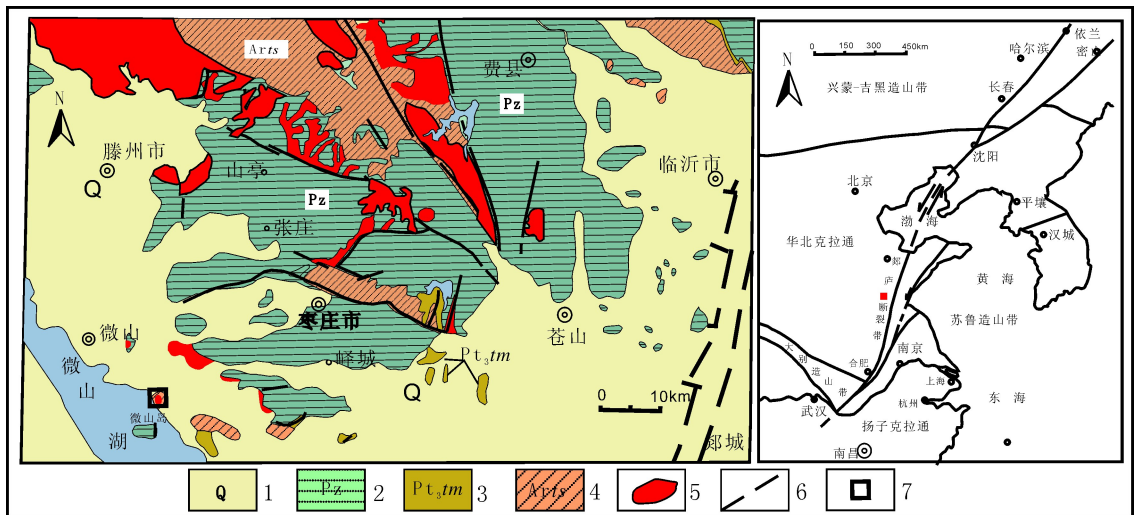 Arts
费县
Pz
N
滕州市
Q
山亭
Pz
临沂市
张庄
枣庄市
苍山
微山
峄城
Pt₃tm
微山
湖
微山岛
Q
0 10km
郯城
0 150 300 450km
N
依兰
密山
哈尔滨
长春
兴蒙-吉黑造山带
沈阳
北京
平壤
渤海
汉城
华北克拉通
郯庐断裂带
黄海
苏鲁造山带
大别造山带
合肥
南京
上海
武汉
杭州
东海
扬子克拉通
南昌
Q 1 Pz 2 Pt₃tm 3 Arts 4 5 6 7